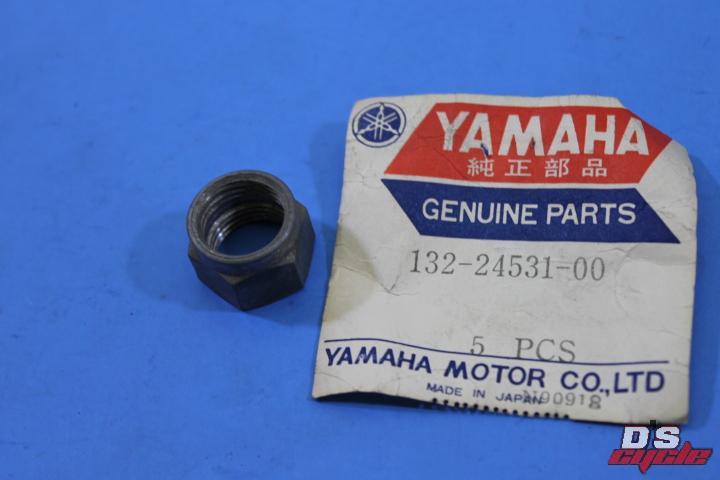 YAMAHA
純正部品
GENUINE PARTS
132-24531-00
5 PCS
YAMAHA MOTOR CO.,LTD
MADE IN JAPAN
N90918
D's
cycle